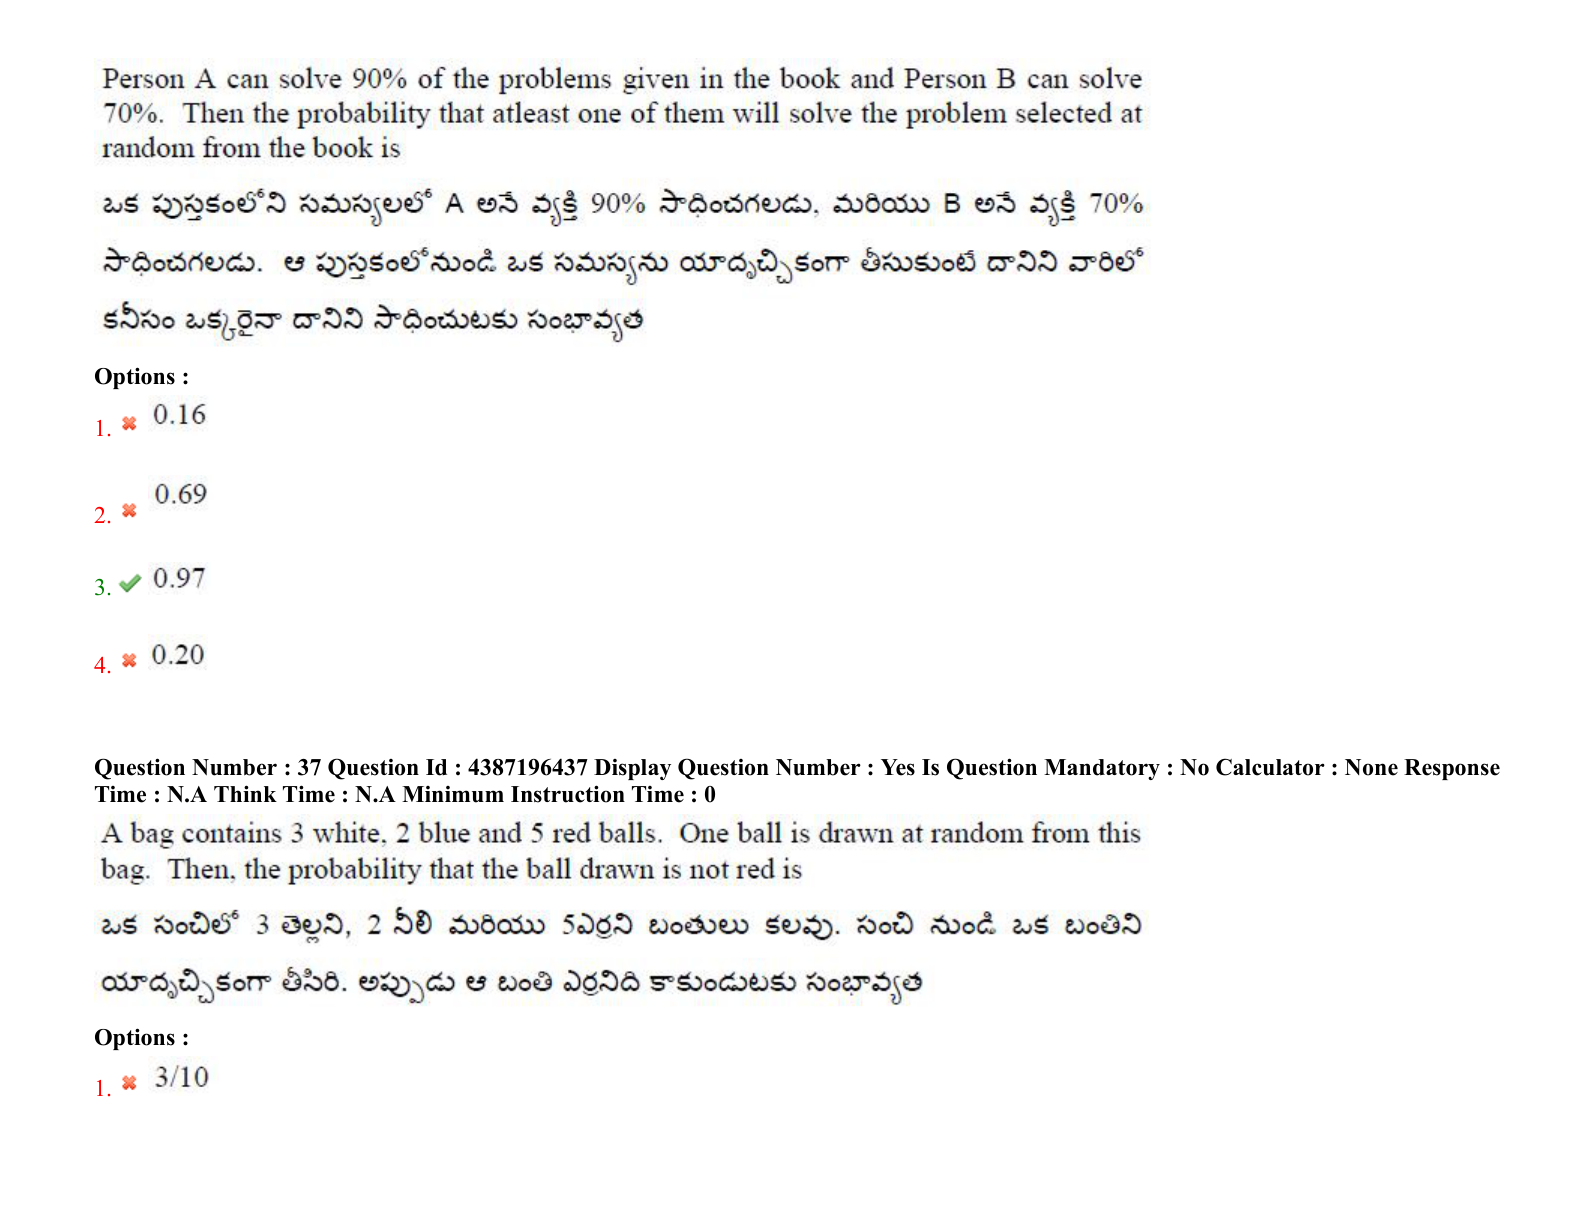 Person A can solve 90% of the problems given in the book and Person B can solve
70%. Then the probability that atleast one of them will solve the problem selected at
random from the book is
ఒక పుస్తకంలోని సమస్యలలో A అనే వ్యక్తి 90% సాధించగలడు, మరియు B అనే వ్యక్తి 70%
సాధించగలడు. ఆ పుస్తకంలోనుండి ఒక సమస్యను యాదృచ్ఛికంగా తీసుకుంటే దానిని వారిలో
కనీసం ఒక్కరైనా దానిని సాధించుటకు సంభావ్యత
Options :
1. 0.16
2. 0.69
3. 0.97
4. 0.20
Question Number : 37 Question Id : 4387196437 Display Question Number : Yes Is Question Mandatory : No Calculator : None Response
Time : N.A Think Time : N.A Minimum Instruction Time : 0
A bag contains 3 white, 2 blue and 5 red balls. One ball is drawn at random from this
bag. Then, the probability that the ball drawn is not red is
ఒక సంచిలో 3 తెల్లని, 2 నీలి మరియు 5ఎర్రని బంతులు కలవు. సంచి నుండి ఒక బంతిని
యాదృచ్ఛికంగా తీసిరి. అప్పుడు ఆ బంతి ఎర్రనిది కాకుండుటకు సంభావ్యత
Options :
1. 3/10